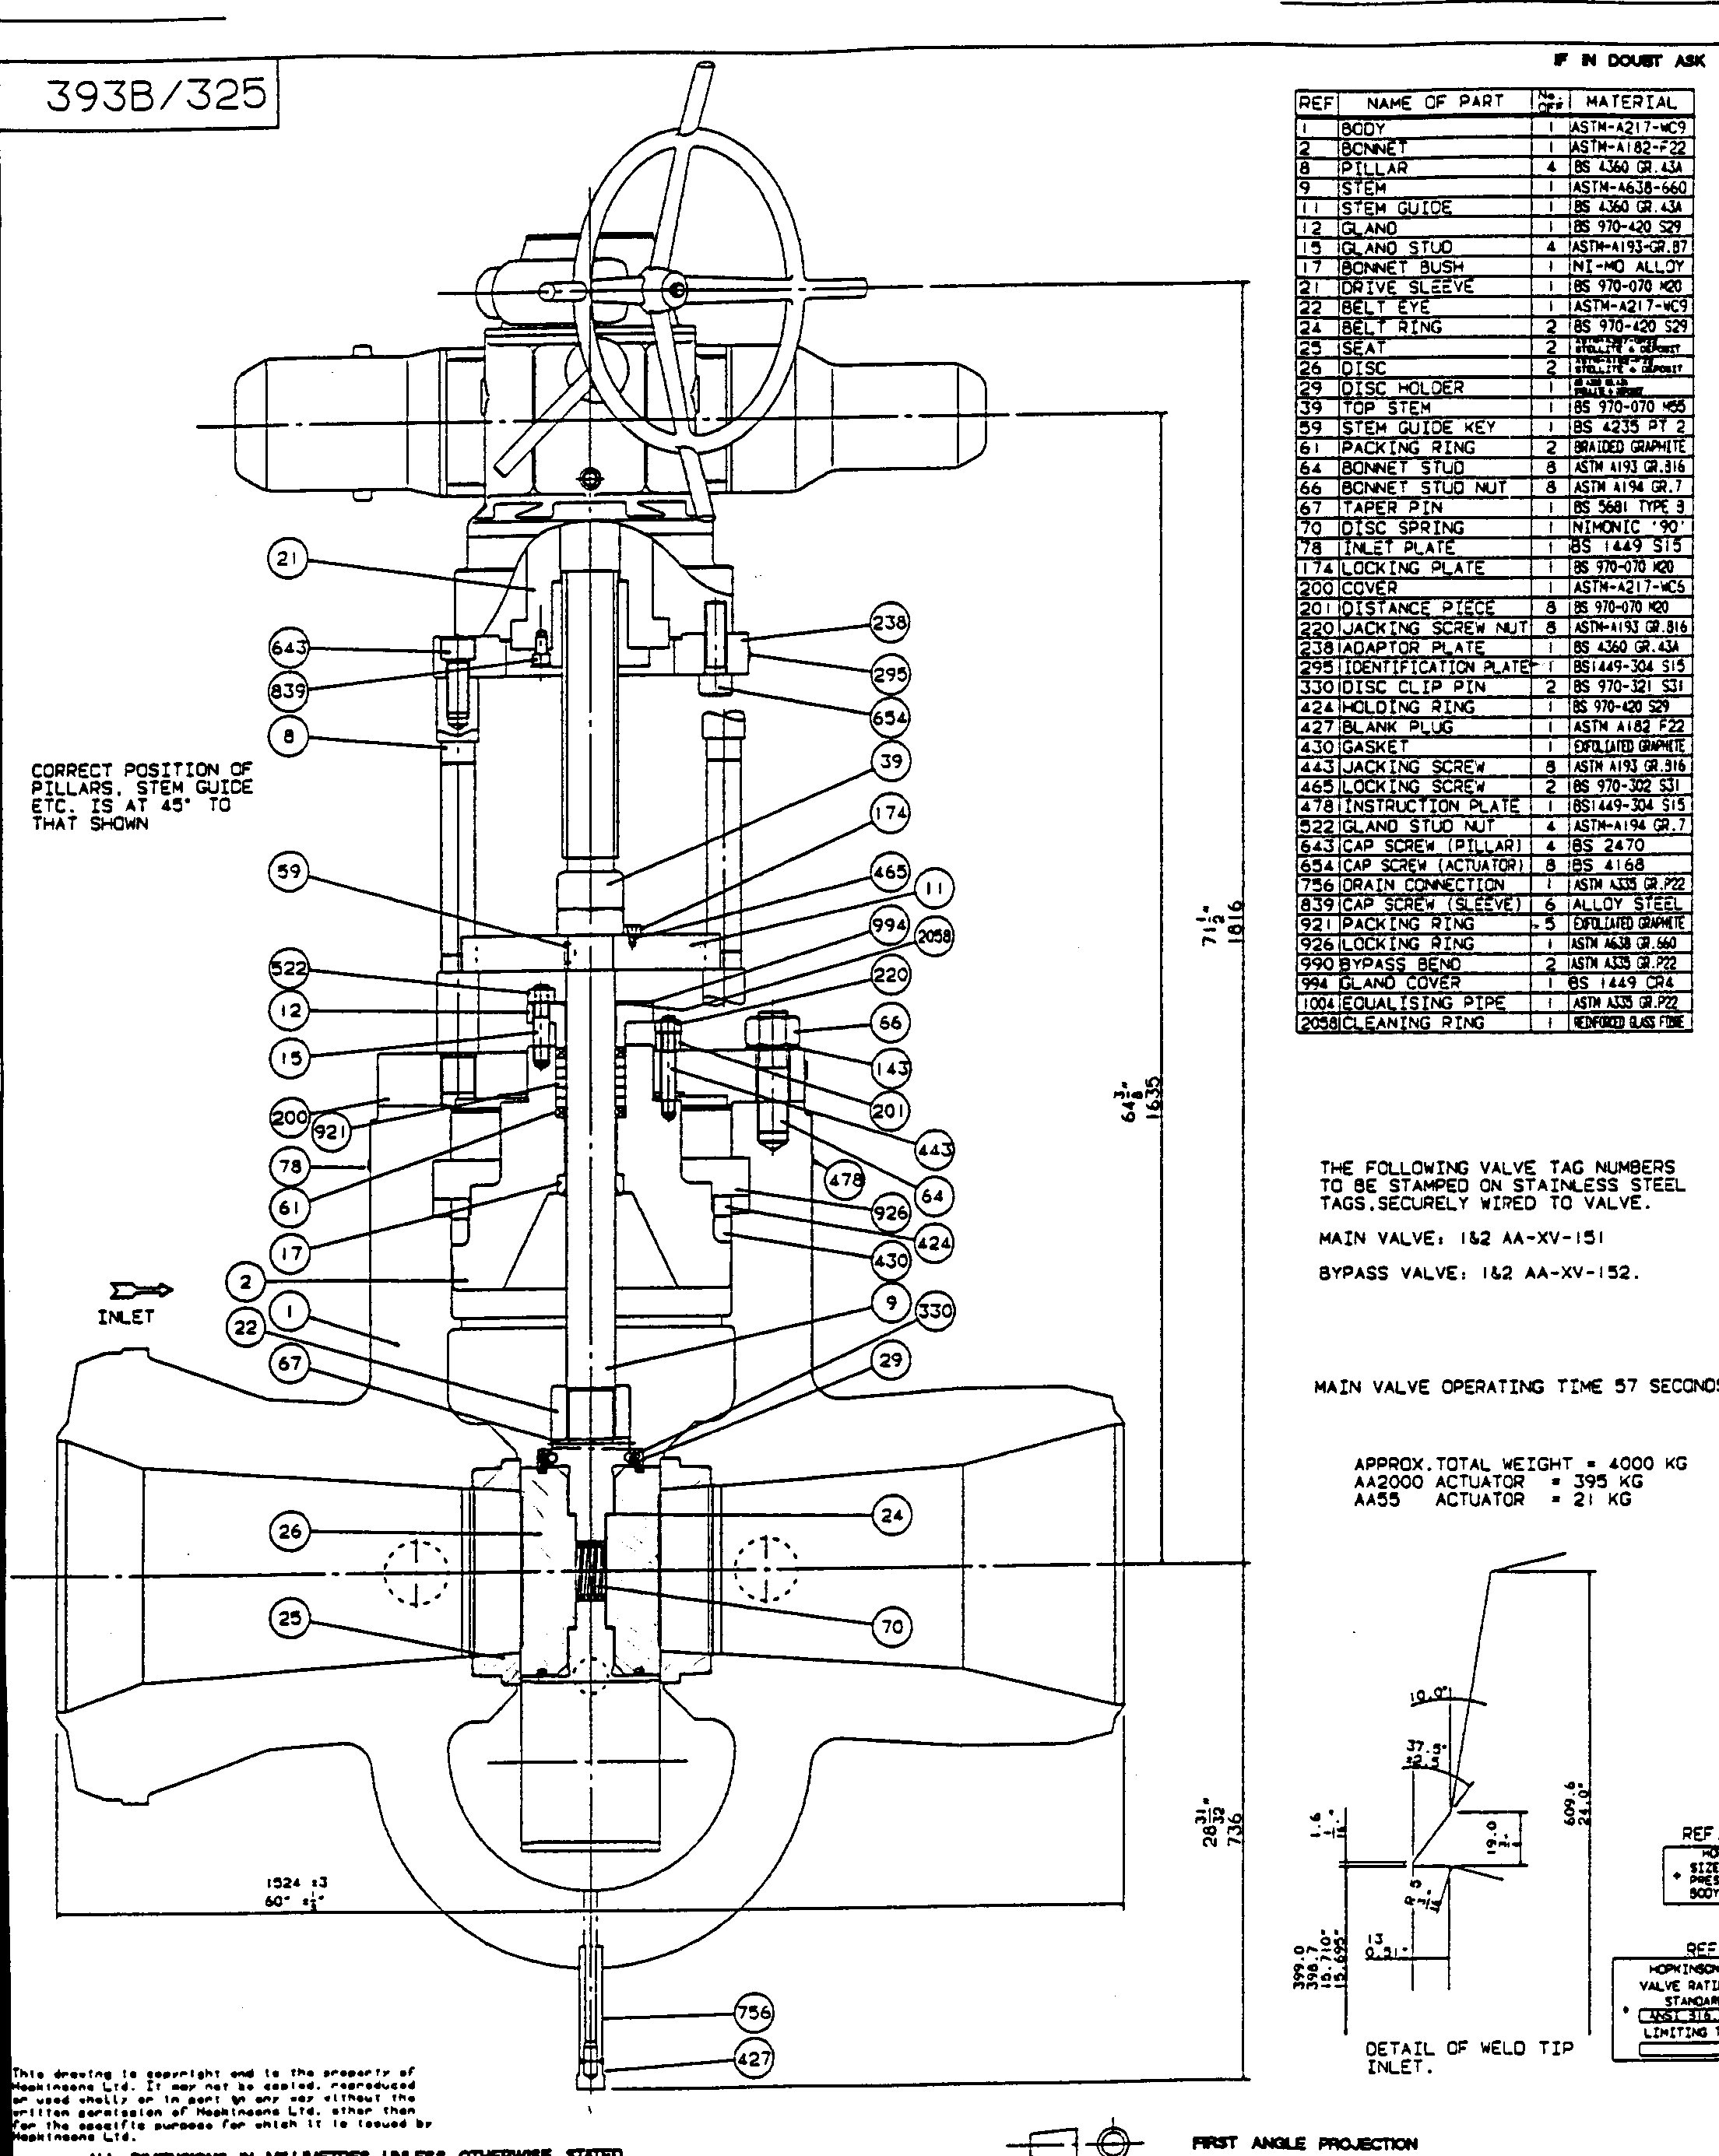 393B/325
IF IN DOUBT ASK
REF NAME OF PART No. OFF MATERIAL
1 BODY 1 ASTM-A217-WC9
2 BONNET 1 ASTM-A182-F22
8 PILLAR 4 BS 4360 GR.43A
9 STEM 1 ASTM-A638-660
11 STEM GUIDE 1 BS 4360 GR.43A
12 GLAND 1 BS 970-420 S29
15 GLAND STUD 4 ASTM-A193-GR.B7
17 BONNET BUSH 1 NI-MO ALLOY
21 DRIVE SLEEVE 1 BS 970-070 M20
22 BELT EYE 1 ASTM-A217-WC9
24 BELT RING 2 BS 970-420 S29
25 SEAT 2 STELLITE 6 DEPOSIT
26 DISC 2 STELLITE 6 DEPOSIT
29 DISC HOLDER 1
39 TOP STEM 1 BS 970-070 M55
59 STEM GUIDE KEY 1 BS 4235 PT 2
61 PACKING RING 2 BRAIDED GRAPHITE
64 BONNET STUD 8 ASTM A193 GR.B16
66 BONNET STUD NUT 8 ASTM A194 GR.7
67 TAPER PIN 1 BS 5681 TYPE B
70 DISC SPRING 1 NIMONIC '90'
78 INLET PLATE 1 BS 1449 S15
174 LOCKING PLATE 1 BS 970-070 M20
200 COVER 1 ASTM-A217-WC6
201 DISTANCE PIECE 8 BS 970-070 M20
220 JACKING SCREW NUT 8 ASTM-A193 GR.B16
238 ADAPTOR PLATE 1 BS 4360 GR.43A
295 IDENTIFICATION PLATE 1 BS1449-304 S15
330 DISC CLIP PIN 2 BS 970-321 S31
424 HOLDING RING 1 BS 970-420 S29
427 BLANK PLUG 1 ASTM A182 F22
430 GASKET 1 EXFOLIATED GRAPHITE
443 JACKING SCREW 8 ASTM A193 GR.B16
465 LOCKING SCREW 2 BS 970-302 S31
478 INSTRUCTION PLATE 1 BS1449-304 S15
522 GLAND STUD NUT 4 ASTM-A194 GR.7
643 CAP SCREW (PILLAR) 4 BS 2470
654 CAP SCREW (ACTUATOR) 8 BS 4168
756 DRAIN CONNECTION 1 ASTM A335 GR.P22
839 CAP SCREW (SLEEVE) 6 ALLOY STEEL
921 PACKING RING 5 EXFOLIATED GRAPHITE
926 LOCKING RING 1 ASTM A638 GR.660
990 BYPASS BEND 2 ASTM A335 GR.P22
994 GLAND COVER 1 BS 1449 CR4
1004 EQUALISING PIPE 1 ASTM A335 GR.P22
2058 CLEANING RING 1 REINFORCED GLASS FIBRE
21
643
839
8
238
295
654
39
174
CORRECT POSITION OF
PILLARS, STEM GUIDE
ETC. IS AT 45° TO
THAT SHOWN
59
465
11
994
2058
522
220
12
66
15
143
200
921
201
78
443
478
61
64
926
17
424
430
2
INLET
1
9
330
22
29
67
26
24
25
70
71 1/2"
1816
64 3/8"
1635
28 31/32"
736
1524 ±3
60" ±1/8"
756
427
THE FOLLOWING VALVE TAG NUMBERS
TO BE STAMPED ON STAINLESS STEEL
TAGS.SECURELY WIRED TO VALVE.
MAIN VALVE: 1&2 AA-XV-151
BYPASS VALVE: 1&2 AA-XV-152.
MAIN VALVE OPERATING TIME 57 SECONDS
APPROX.TOTAL WEIGHT = 4000 KG
AA2000 ACTUATOR = 395 KG
AA55 ACTUATOR = 21 KG
10.0°
37.5°
±2.5°
1.6
1/16"
19.0
3/4
609.6
24.0"
R 5
3/16
13
0.51"
399.0
398.7
15.710"
15.695"
DETAIL OF WELD TIP
INLET.
REF.
SIZE
PRES
BODY
REF
HOPKINSON
VALVE RATI
STANDAR
LIMITING T
This drawing is copyright and is the property of
Hopkinsons Ltd. It may not be copied, reproduced
or used wholly or in part in any way without the
written permission of Hopkinsons Ltd. other than
for the specific purpose for which it is issued by
Hopkinsons Ltd.
ALL DIMENSIONS IN MILLIMETRES UNLESS OTHERWISE STATED
FIRST ANGLE PROJECTION